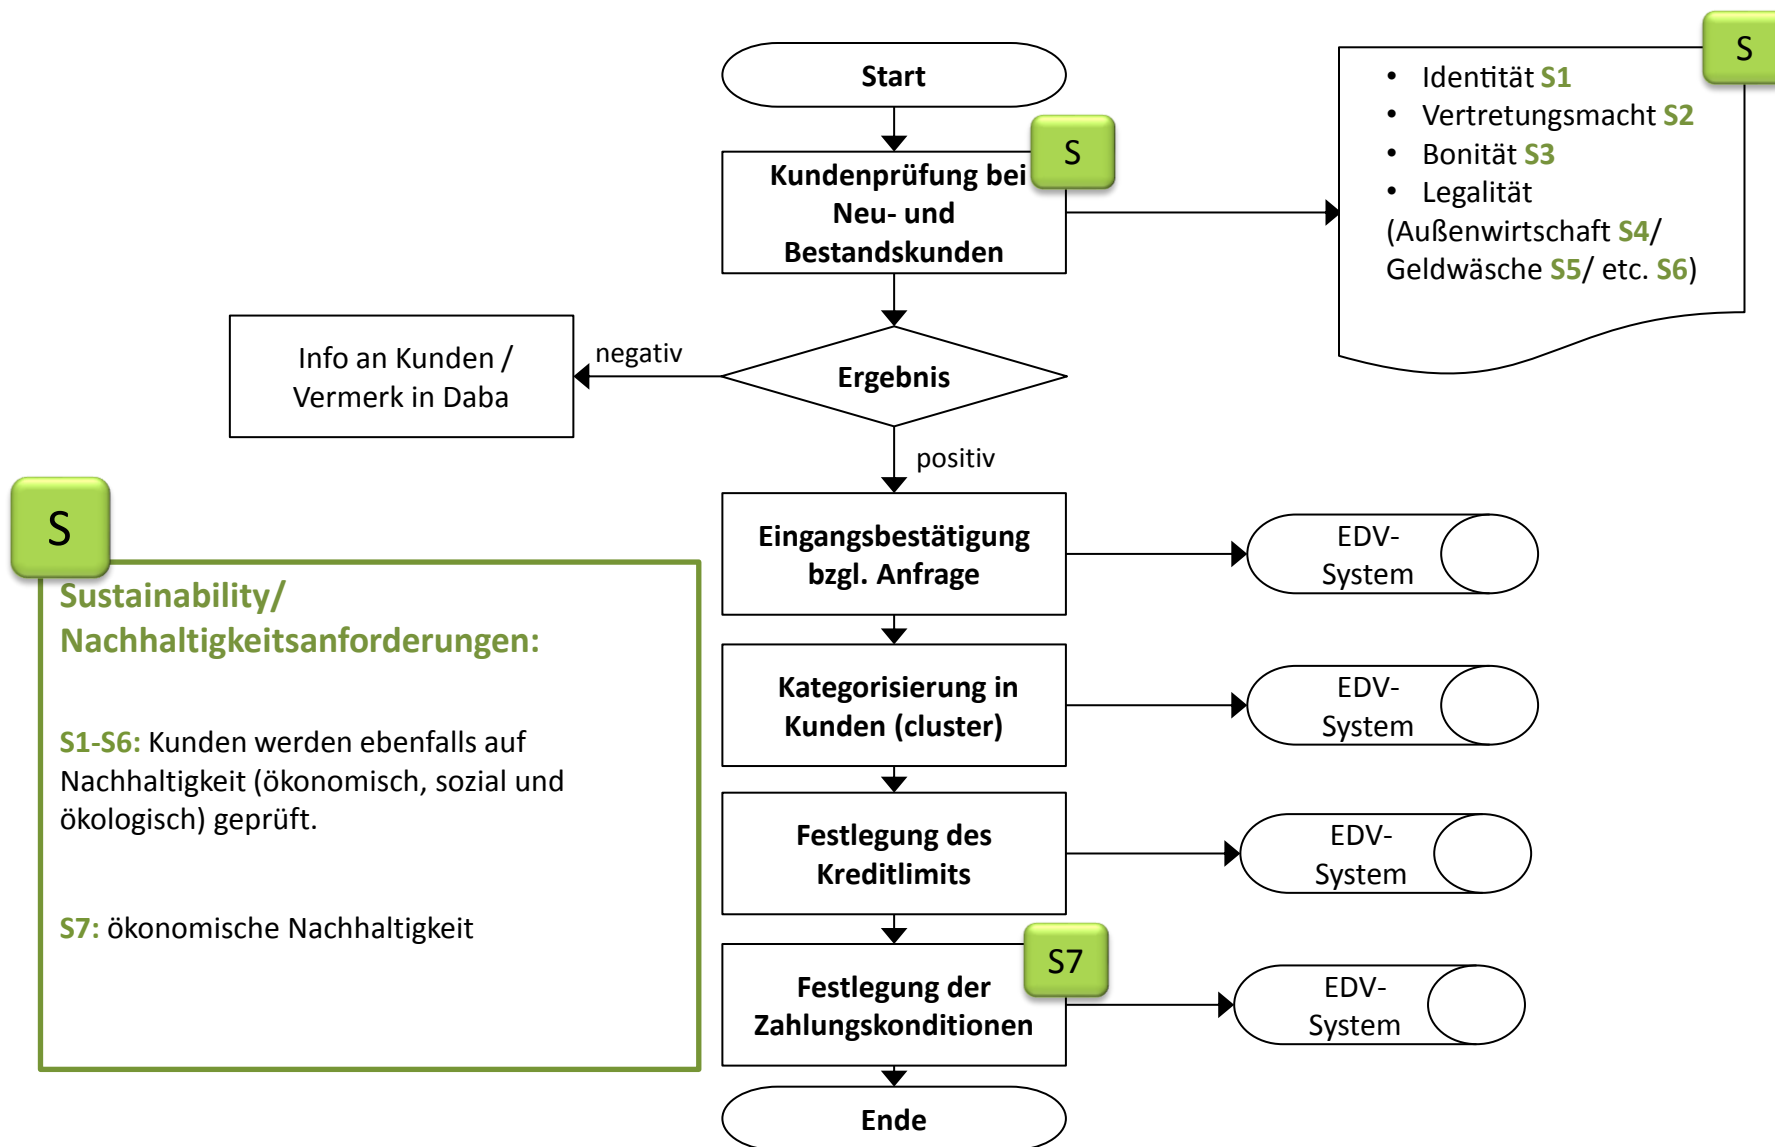 Start
S
Kundenprüfung bei
Neu- und
Bestandskunden
S
• Identität S1
• Vertretungsmacht S2
• Bonität S3
• Legalität
(Außenwirtschaft S4/
Geldwäsche S5/ etc. S6)
Ergebnis
negativ
Info an Kunden /
Vermerk in Daba
positiv
Eingangsbestätigung
bzgl. Anfrage
EDV-
System
Kategorisierung in
Kunden (cluster)
EDV-
System
Festlegung des
Kreditlimits
EDV-
System
S7
Festlegung der
Zahlungskonditionen
EDV-
System
Ende
S
Sustainability/
Nachhaltigkeitsanforderungen:
S1-S6: Kunden werden ebenfalls auf
Nachhaltigkeit (ökonomisch, sozial und
ökologisch) geprüft.
S7: ökonomische Nachhaltigkeit